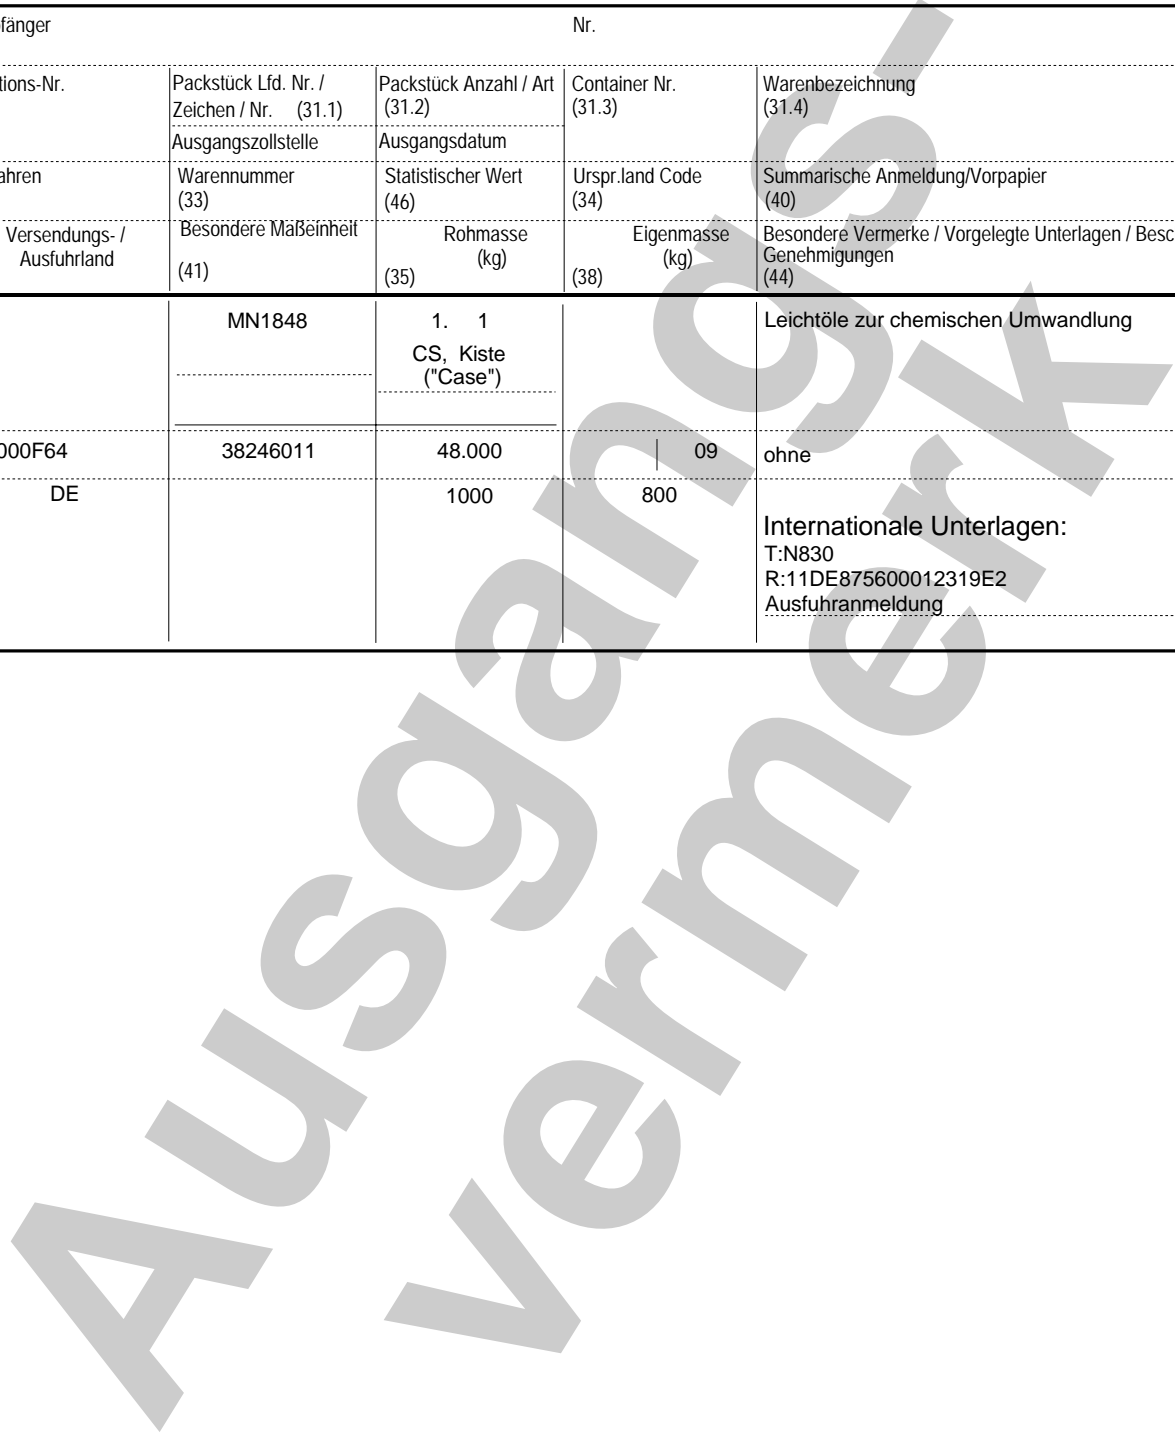 fänger Nr.
tions-Nr. Packstück Lfd. Nr. / Packstück Anzahl / Art Container Nr. Warenbezeichnung
Zeichen / Nr. (31.1) (31.2) (31.3) (31.4)
Ausgangszollstelle Ausgangsdatum
ahren Warennummer Statistischer Wert Urspr.land Code Summarische Anmeldung/Vorpapier
(33) (46) (34) (40)
Versendungs- / Besondere Maßeinheit Rohmasse Eigenmasse Besondere Vermerke / Vorgelegte Unterlagen / Besc
Ausfuhrland (kg) (kg) Genehmigungen
(41) (35) (38) (44)
MN1848 1. 1 Leichtöle zur chemischen Umwandlung
CS, Kiste
("Case")
000F64 38246011 48.000 09 ohne
DE 1000 800
Internationale Unterlagen:
T:N830
R:11DE875600012319E2
Ausfuhranmeldung
Ausgangs-
vermerk